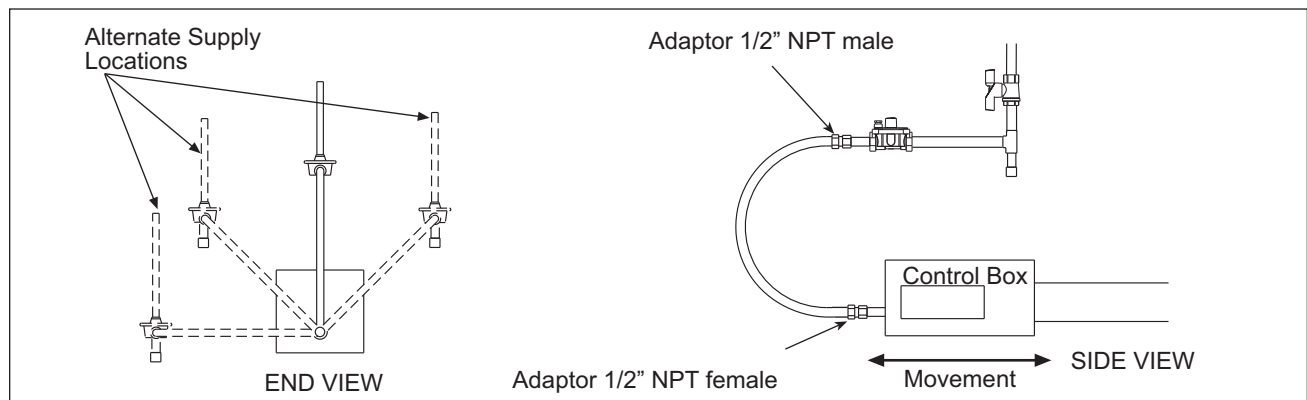 Alternate Supply
Locations
END VIEW
Adaptor 1/2” NPT male
Control Box
Adaptor 1/2” NPT female
Movement
SIDE VIEW